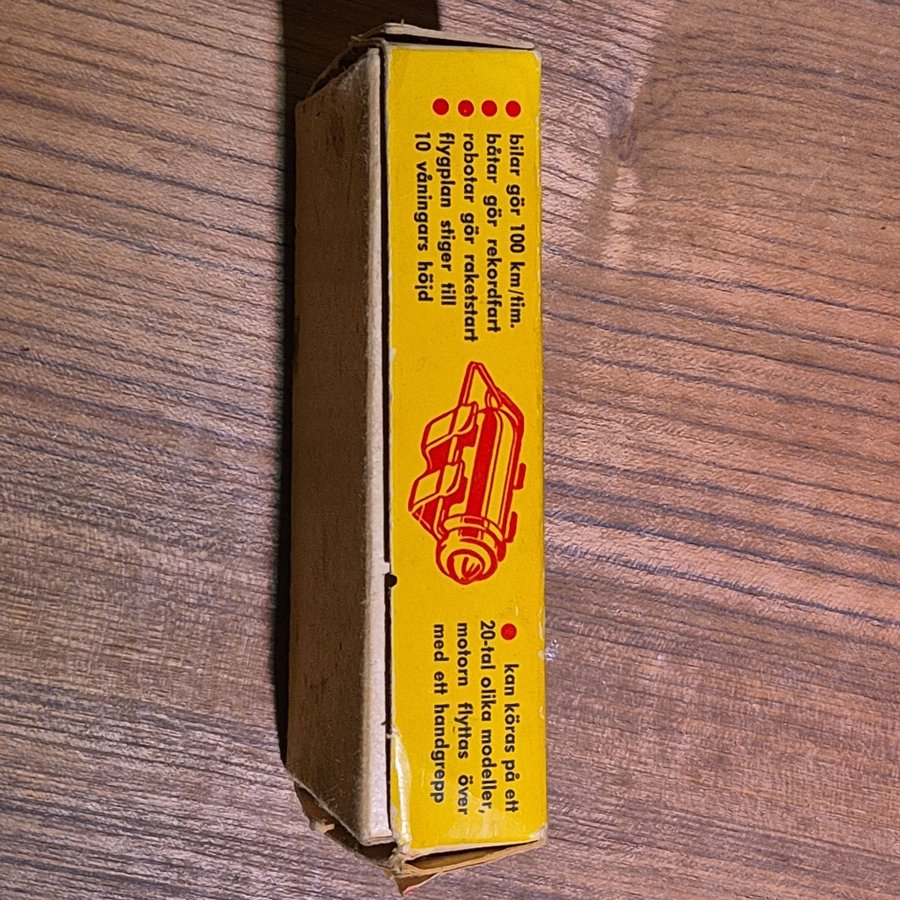 ● bilar gör 100 km/tim.
● båtar gör rekordfart
● robotar gör raketstart
● flygplan stiger till
10 våningars höjd
● kan köras på ett
20-tal olika modeller,
motorn flyttas över
med ett handgrepp